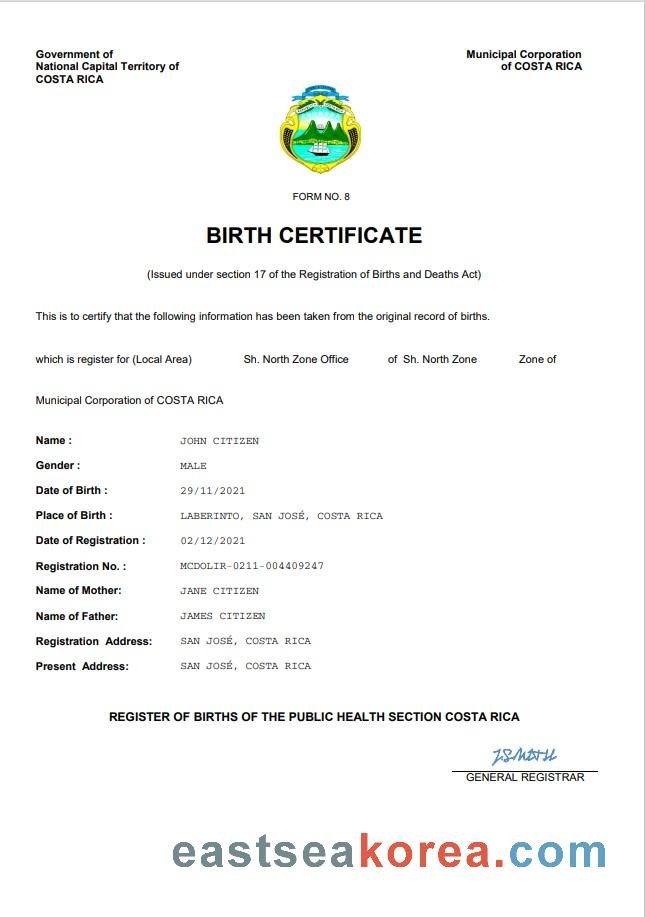 Government of
National Capital Territory of
COSTA RICA
Municipal Corporation
of COSTA RICA
FORM NO. 8
BIRTH CERTIFICATE
(Issued under section 17 of the Registration of Births and Deaths Act)
This is to certify that the following information has been taken from the original record of births.
which is register for (Local Area) Sh. North Zone Office of Sh. North Zone Zone of
Municipal Corporation of COSTA RICA
Name : JOHN CITIZEN
Gender : MALE
Date of Birth : 29/11/2021
Place of Birth : LABERINTO, SAN JOSÉ, COSTA RICA
Date of Registration : 02/12/2021
Registration No. : MCDOLIR-0211-004409247
Name of Mother: JANE CITIZEN
Name of Father: JAMES CITIZEN
Registration Address: SAN JOSÉ, COSTA RICA
Present Address: SAN JOSÉ, COSTA RICA
REGISTER OF BIRTHS OF THE PUBLIC HEALTH SECTION COSTA RICA
GENERAL REGISTRAR
eastseakorea.com